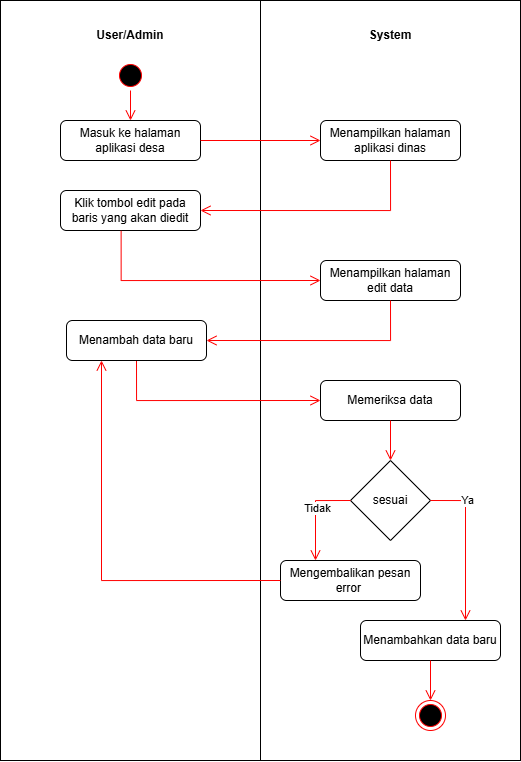 User/Admin
System
Masuk ke halaman
aplikasi desa
Menampilkan halaman
aplikasi dinas
Klik tombol edit pada
baris yang akan diedit
Menampilkan halaman
edit data
Menambah data baru
Memeriksa data
sesuai
Tidak
Ya
Mengembalikan pesan
error
Menambahkan data baru